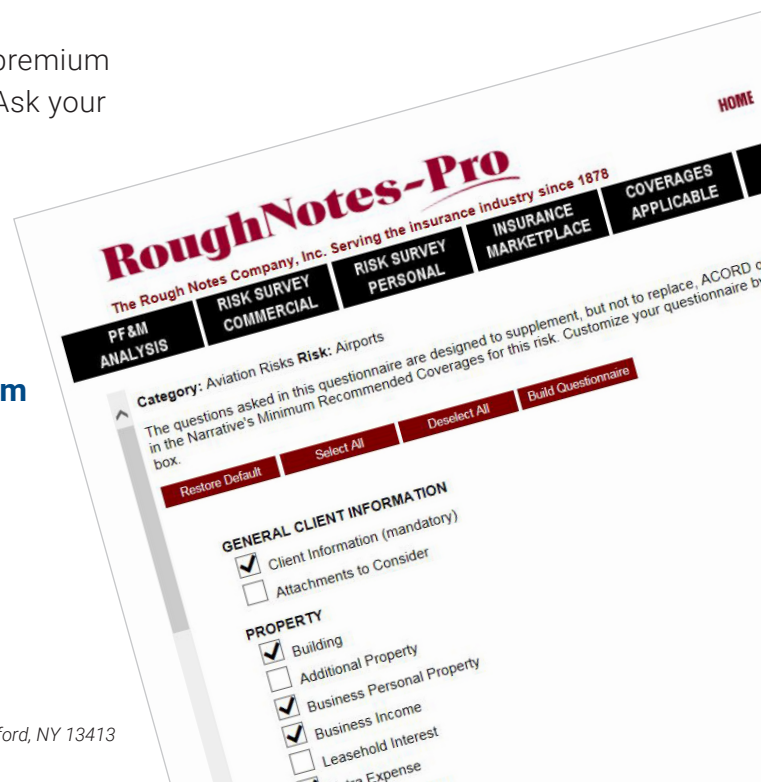 premium
Ask your
m
ford, NY 13413
HOME
RoughNotes-Pro
The Rough Notes Company, Inc. Serving the insurance industry since 1878
PF&M
ANALYSIS
RISK SURVEY
COMMERCIAL
RISK SURVEY
PERSONAL
INSURANCE
MARKETPLACE
COVERAGES
APPLICABLE
Category: Aviation Risks Risk: Airports
The questions asked in this questionnaire are designed to supplement, but not to replace, ACORD
in the Narrative's Minimum Recommended Coverages for this risk. Customize your questionnaire by
box.
Restore Default
Select All
Deselect All
Build Questionnaire
GENERAL CLIENT INFORMATION
Client Information (mandatory)
Attachments to Consider
PROPERTY
Building
Additional Property
Business Personal Property
Business Income
Leasehold Interest
Expense